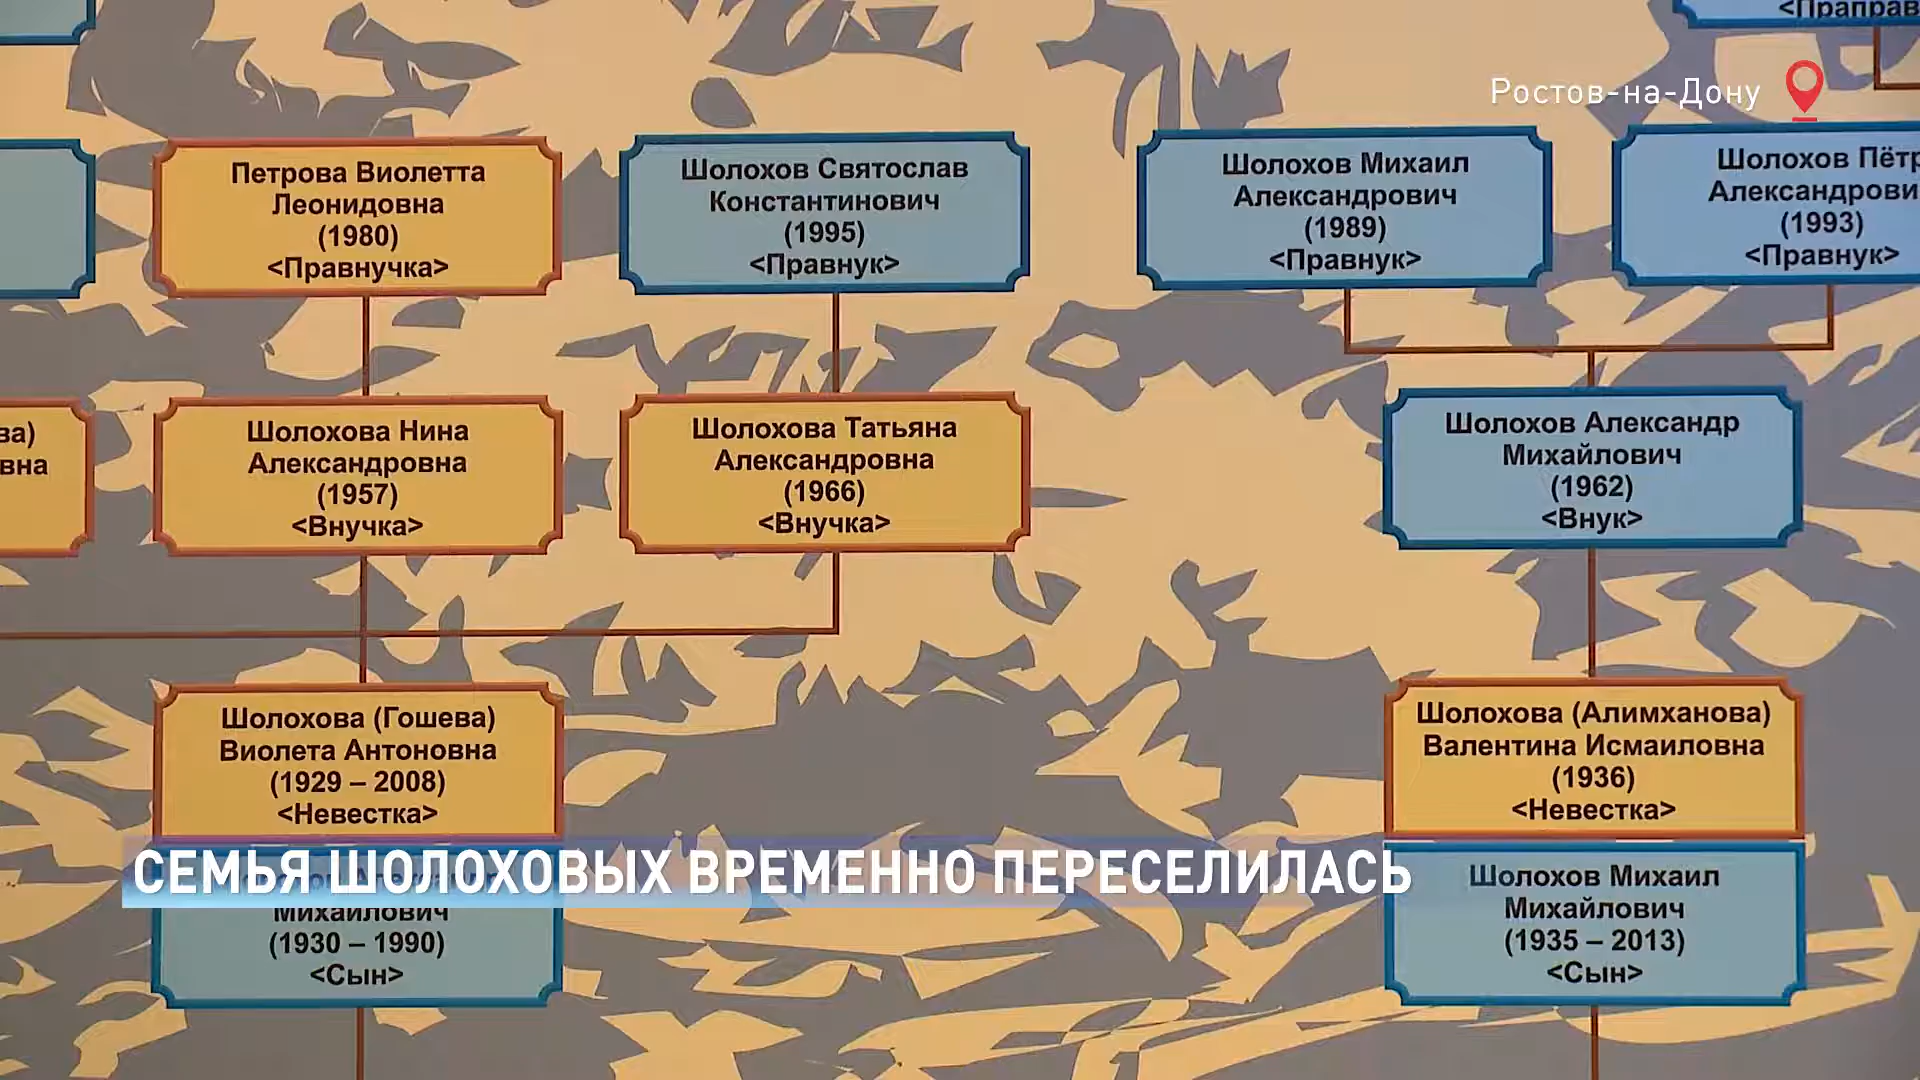 <Праправ
Ростов-на-Дону
Петрова Виолетта
Леонидовна
(1980)
<Правнучка>
Шолохов Святослав
Константинович
(1995)
<Правнук>
Шолохов Михаил
Александрович
(1989)
<Правнук>
Шолохов Пётр
Александрови
(1993)
<Правнук>
ва)
вна
Шолохова Нина
Александровна
(1957)
<Внучка>
Шолохова Татьяна
Александровна
(1966)
<Внучка>
Шолохов Александр
Михайлович
(1962)
<Внук>
Шолохова (Гошева)
Виолета Антоновна
(1929 – 2008)
<Невестка>
Шолохова (Алимханова)
Валентина Исмаиловна
(1936)
<Невестка>
СЕМЬЯ ШОЛОХОВЫХ ВРЕМЕННО ПЕРЕСЕЛИЛАСЬ
Михайлович
(1930 – 1990)
<Сын>
Шолохов Михаил
Михайлович
(1935 – 2013)
<Сын>